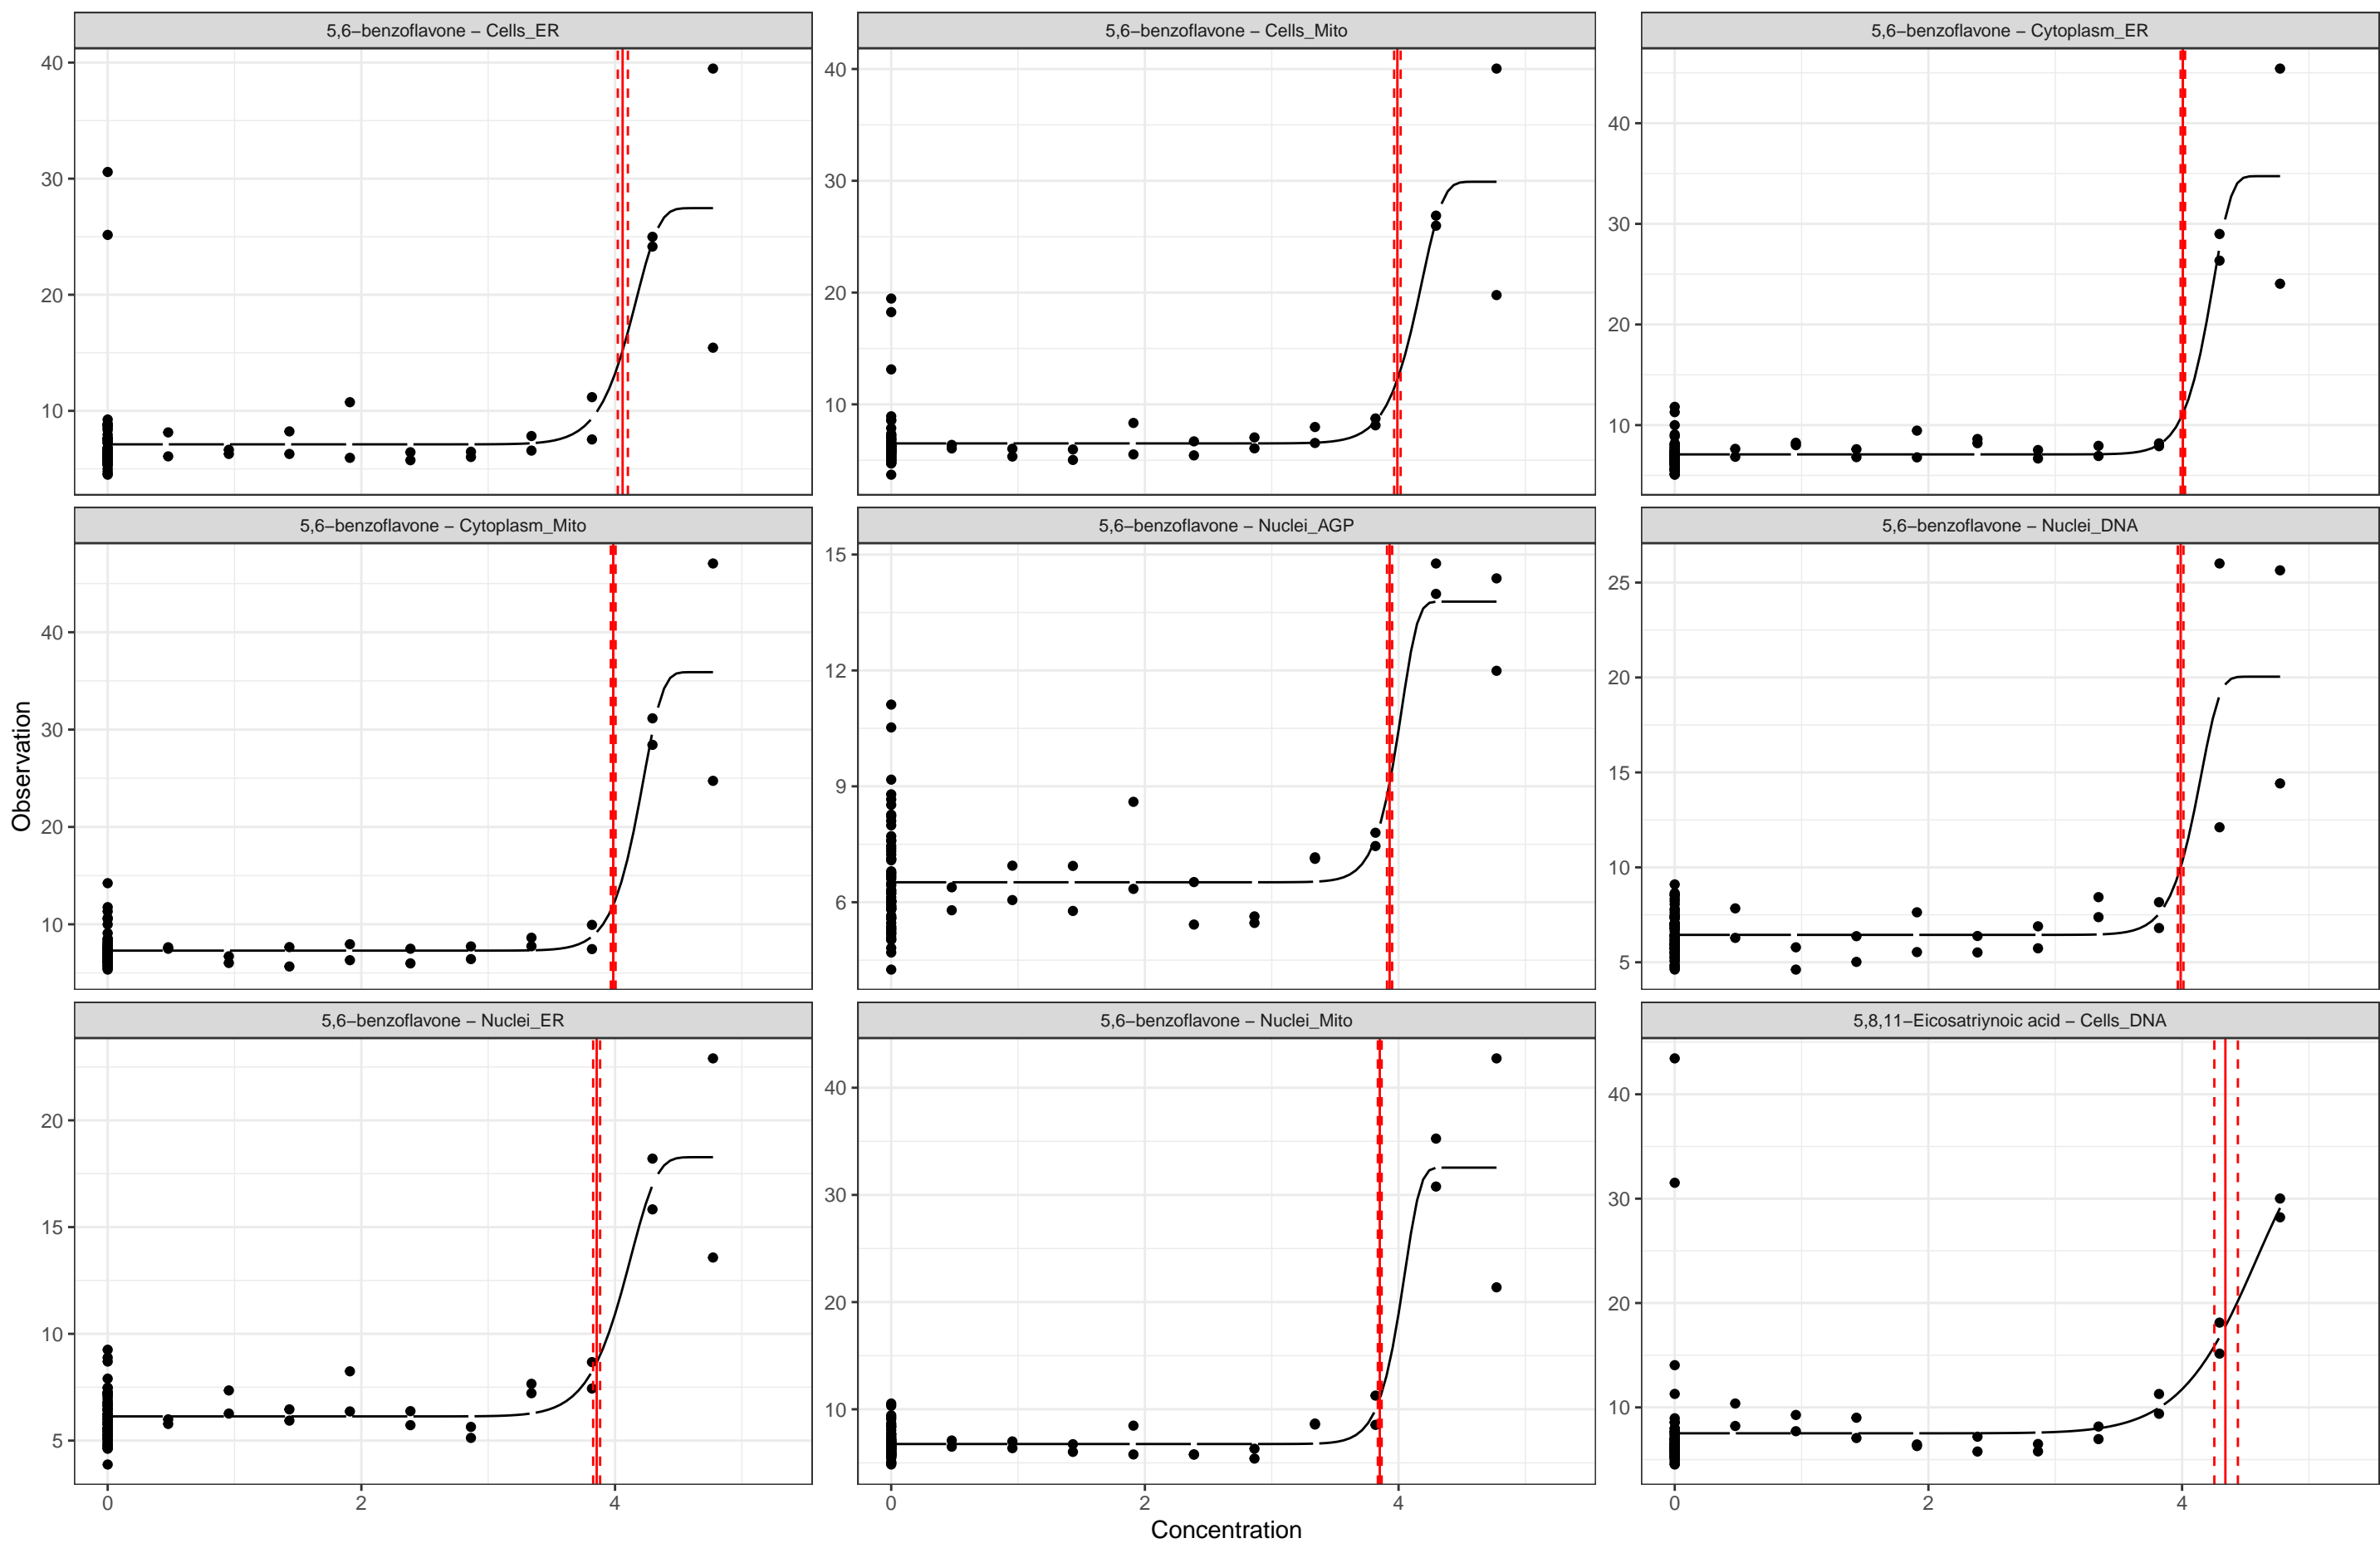 5,6−benzoflavone − Cells_ER
5,6−benzoflavone − Cells_Mito
5,6−benzoflavone − Cytoplasm_ER
40
30
20
10
40
30
20
10
40
30
20
10
5,6−benzoflavone − Cytoplasm_Mito
5,6−benzoflavone − Nuclei_AGP
5,6−benzoflavone − Nuclei_DNA
40
30
20
10
15
12
9
6
25
20
15
10
5
5,6−benzoflavone − Nuclei_ER
5,6−benzoflavone − Nuclei_Mito
5,8,11−Eicosatriynoic acid − Cells_DNA
20
15
10
5
40
30
20
10
40
30
20
10
0 2 4
0 2 4
0 2 4
Concentration
Observation